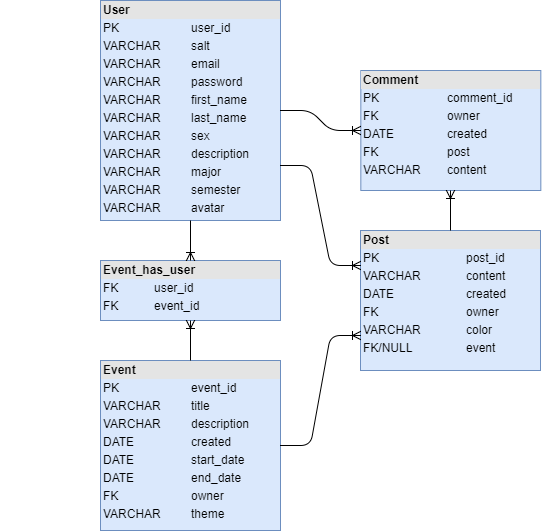 User
PK user_id
VARCHAR salt
VARCHAR email
VARCHAR password
VARCHAR first_name
VARCHAR last_name
VARCHAR sex
VARCHAR description
VARCHAR major
VARCHAR semester
VARCHAR avatar
Event_has_user
FK user_id
FK event_id
Event
PK event_id
VARCHAR title
VARCHAR description
DATE created
DATE start_date
DATE end_date
FK owner
VARCHAR theme
Comment
PK comment_id
FK owner
DATE created
FK post
VARCHAR content
Post
PK post_id
VARCHAR content
DATE created
FK owner
VARCHAR color
FK/NULL event